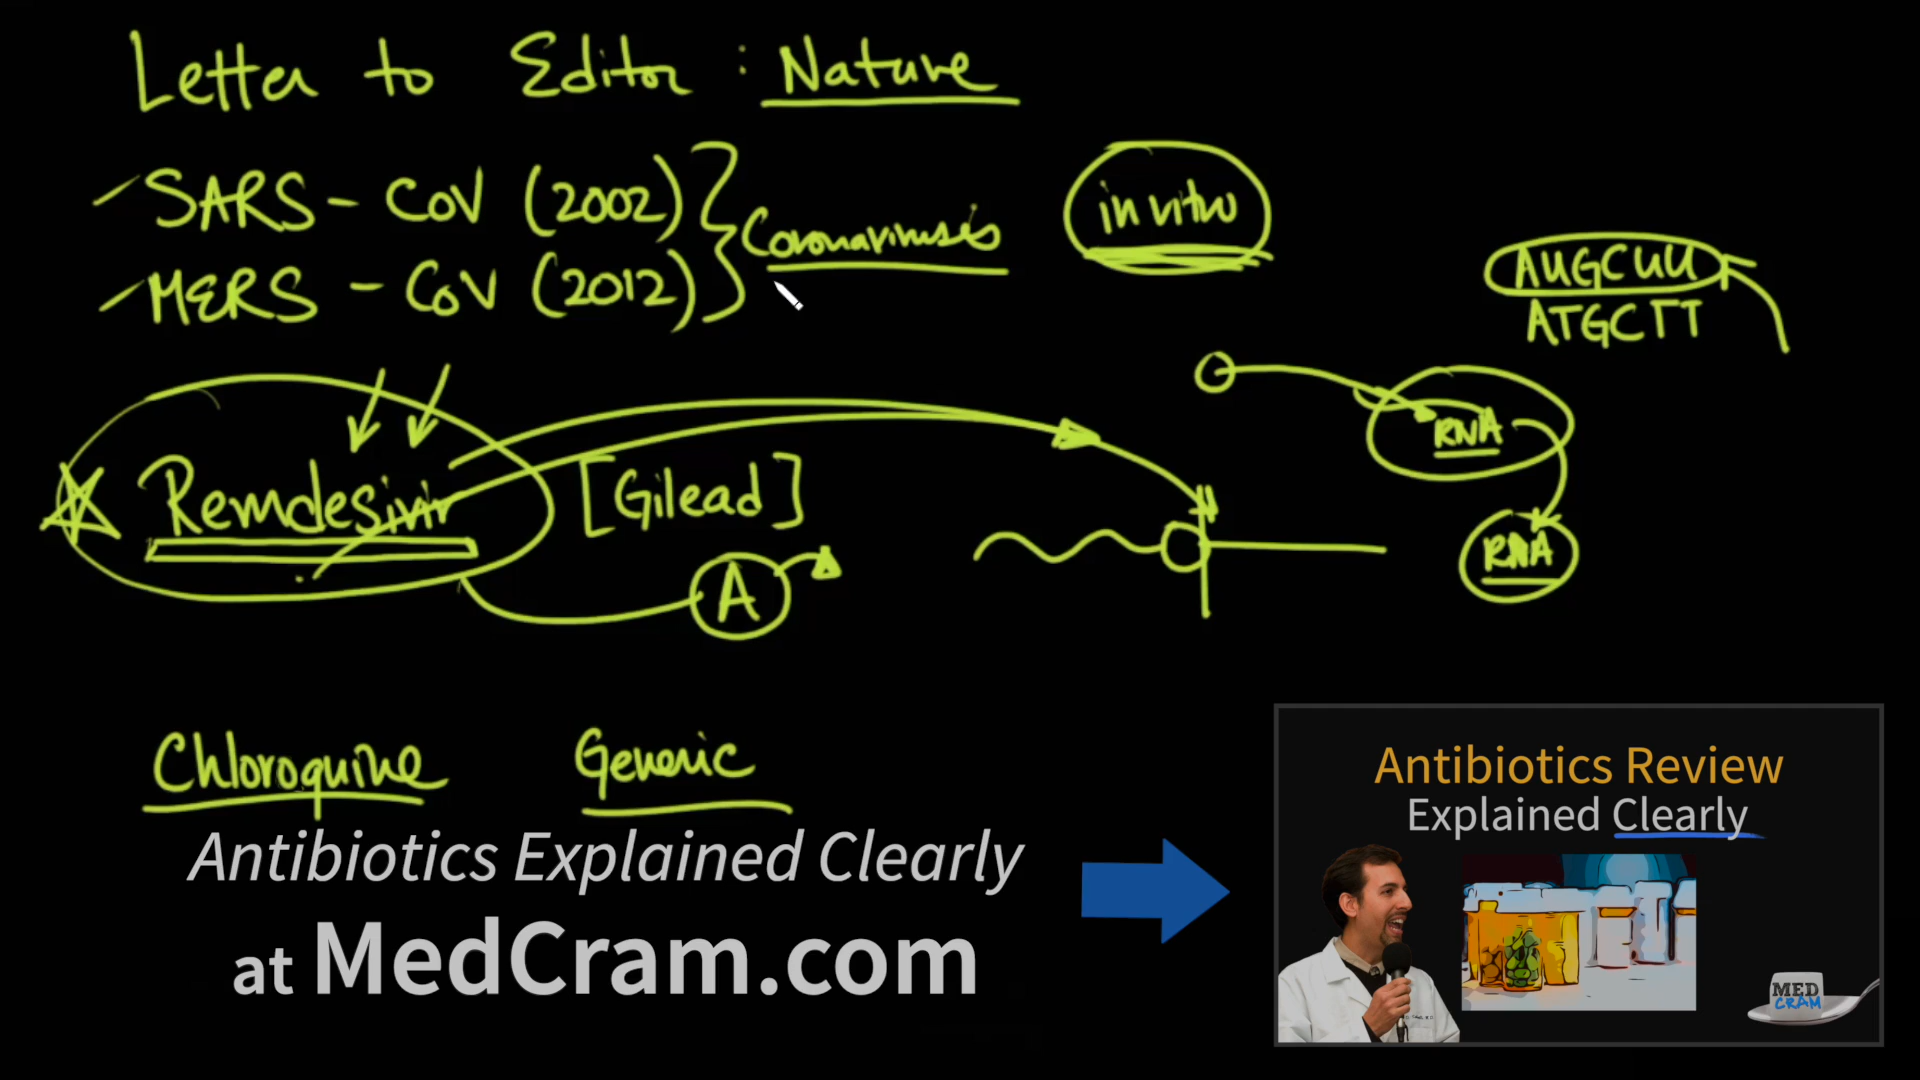 Letter to Editor : Nature
SARS - CoV (2002)
MERS - CoV (2012)
Coronaviruses
in vitro
AUGCUU
ATGCTT
RNA
Remdesivir [Gilead]
RNA
A
Chloroquine Generic
Antibiotics Explained Clearly
at MedCram.com
Antibiotics Review
Explained Clearly
MED
CRAM